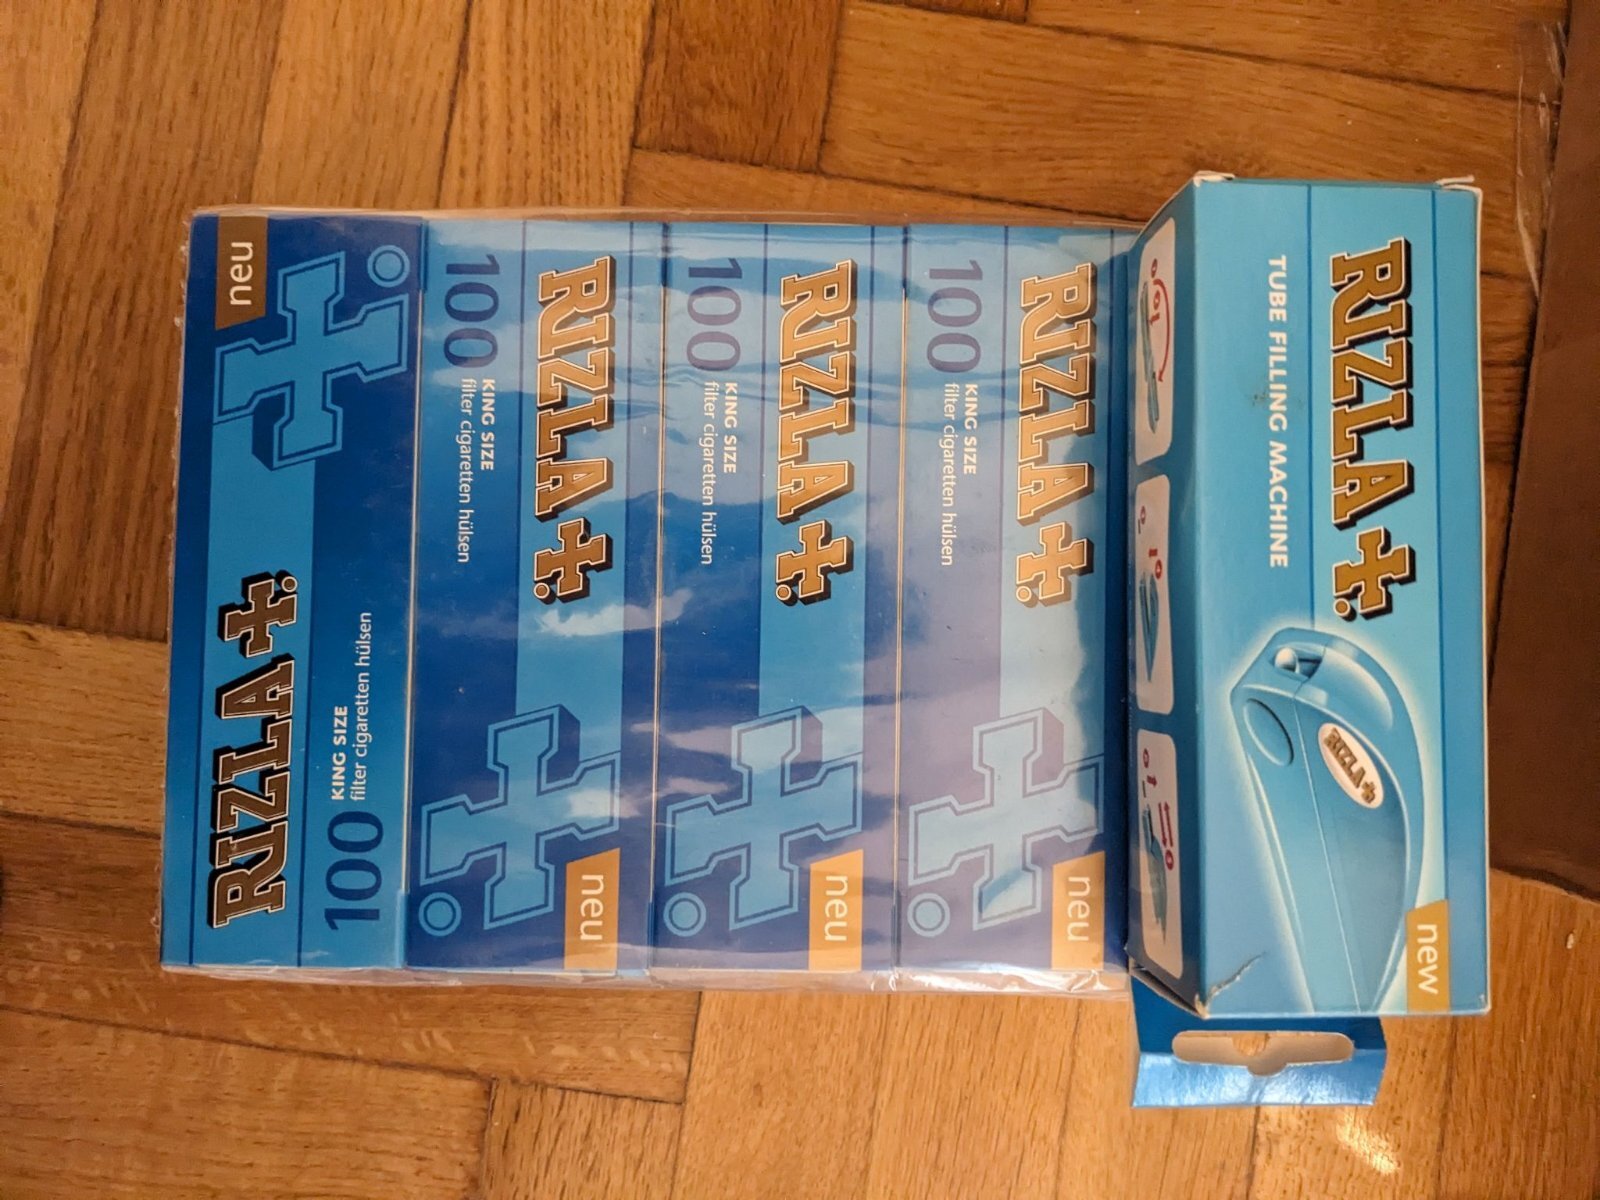 neu
RIZLA+.
100
KING SIZE
filter cigaretten hülsen
100
KING SIZE
filter cigaretten hülsen
RIZLA+.
neu
100
KING SIZE
filter cigaretten hülsen
RIZLA+.
neu
100
KING SIZE
filter cigaretten hülsen
RIZLA+.
neu
RIZLA+.
TUBE FILLING MACHINE
RIZLA+
new